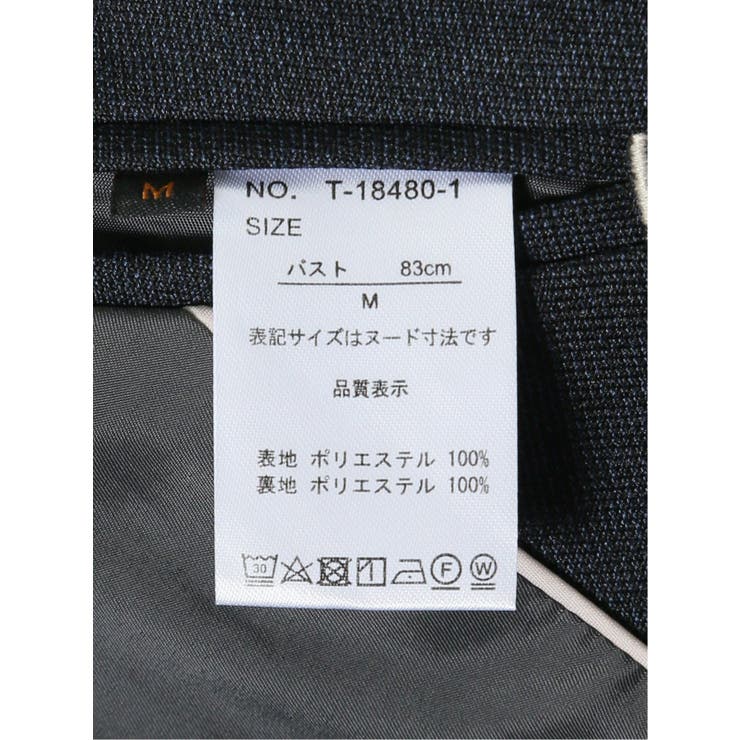 M
NO. T-18480-1
SIZE
バスト 83cm
M
表記サイズはヌード寸法です
品質表示
表地 ポリエステル 100%
裏地 ポリエステル 100%
30 F W